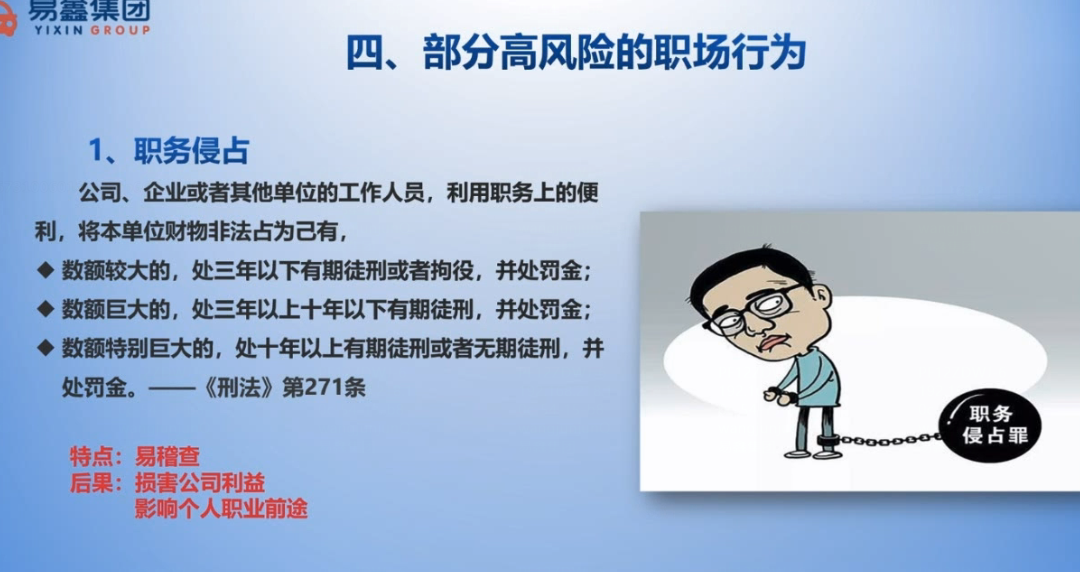 易鑫集团
YIXIN GROUP
四、部分高风险的职场行为
1、职务侵占
公司、企业或者其他单位的工作人员，利用职务上的便
利，将本单位财物非法占为己有，
◆ 数额较大的，处三年以下有期徒刑或者拘役，并处罚金；
◆ 数额巨大的，处三年以上十年以下有期徒刑，并处罚金；
◆ 数额特别巨大的，处十年以上有期徒刑或者无期徒刑，并
处罚金。——《刑法》第271条
特点：易稽查
后果：损害公司利益
影响个人职业前途
职务
侵占罪